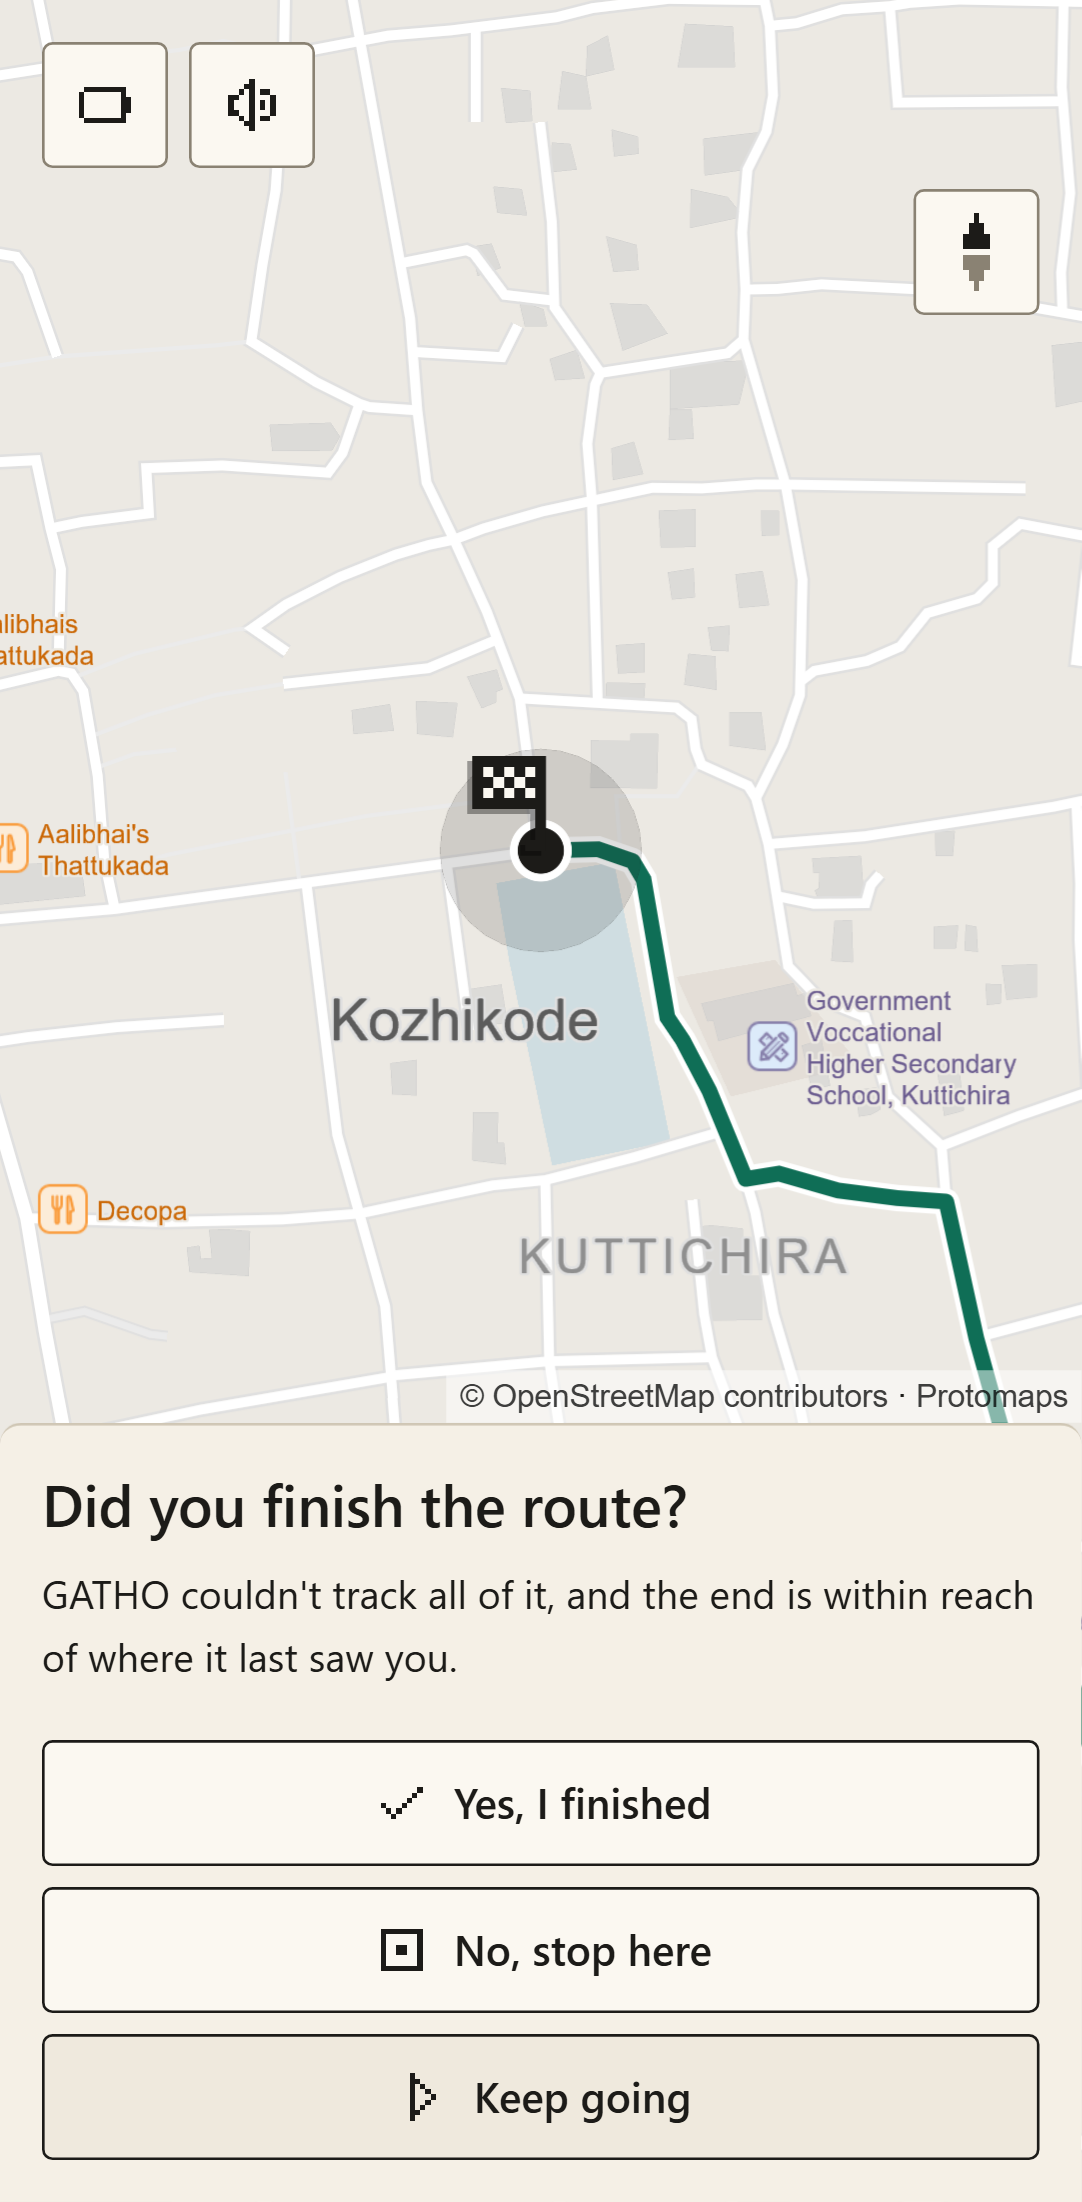 alibhais
attukada
Aalibhai's
Thattukada
Kozhikode
Government
Voccational
Higher Secondary
School, Kuttichira
Decopa
KUTTICHIRA
© OpenStreetMap contributors · Protomaps
Did you finish the route?
GATHO couldn't track all of it, and the end is within reach
of where it last saw you.
Yes, I finished
No, stop here
Keep going